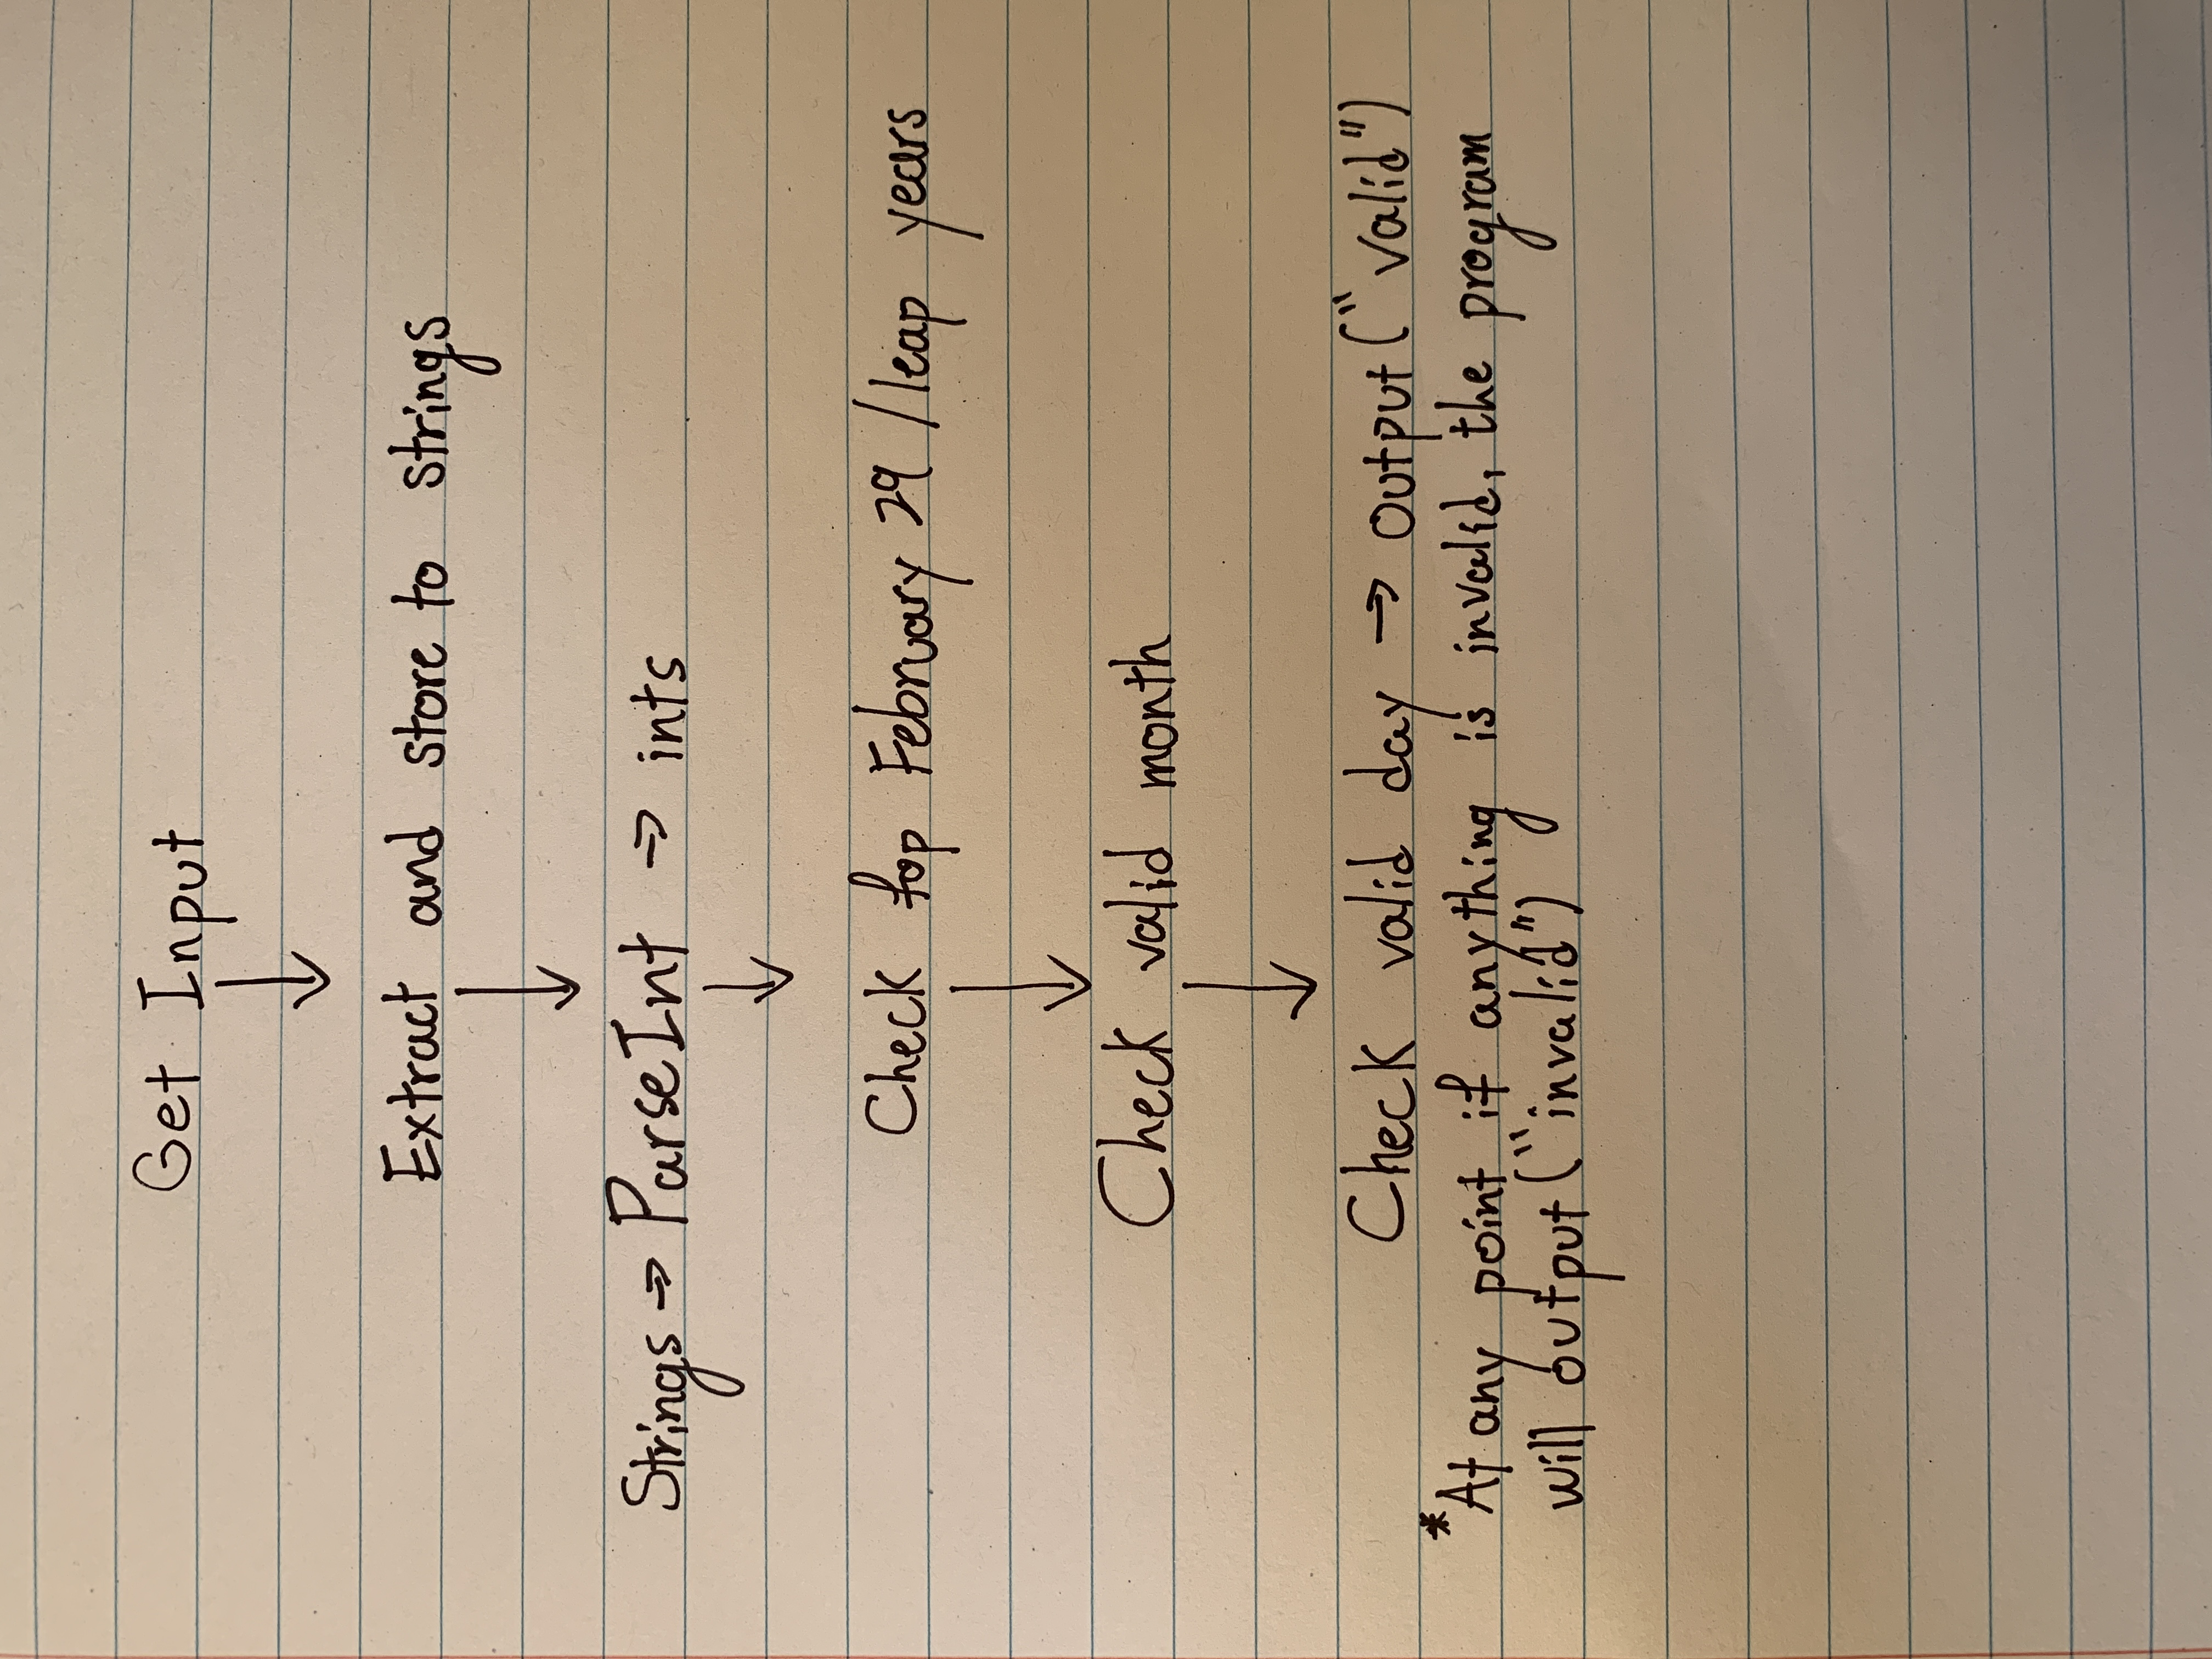 Get Input
↓
Extract and store to strings
↓
Strings → ParseInt → ints
↓
Check fop February 29 /leap years
↓
Check valid month
↓
Check valid day → output("valid")
*At any point if anything is invalid, the program
will output("invalid")